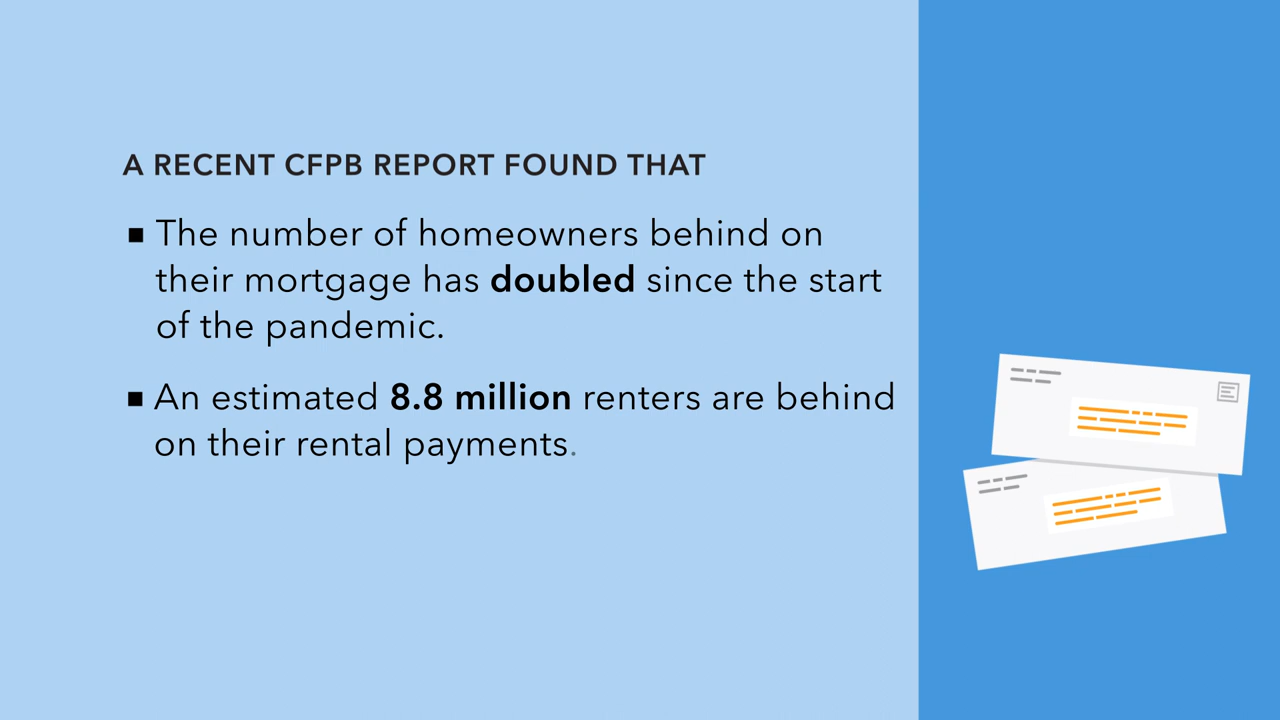 A RECENT CFPB REPORT FOUND THAT
▪ The number of homeowners behind on
their mortgage has doubled since the start
of the pandemic.
▪ An estimated 8.8 million renters are behind
on their rental payments.